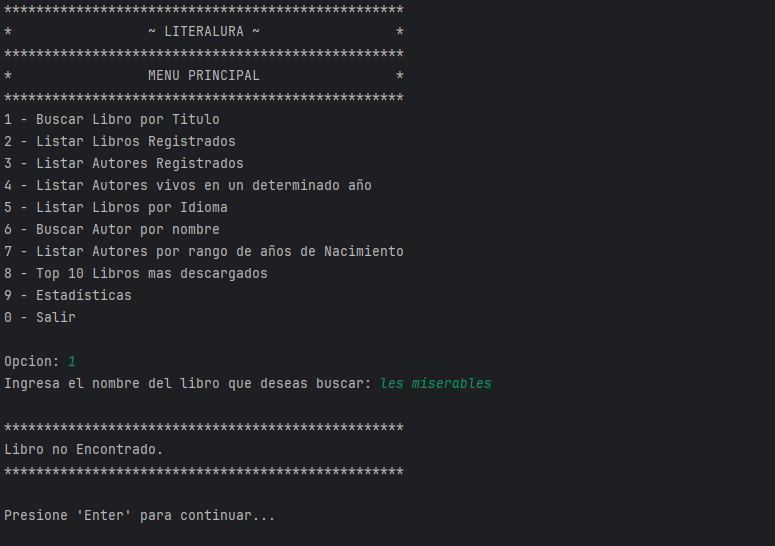 **************************************************
*                 ~ LITERALURA ~                 *
**************************************************
*                 MENU PRINCIPAL                 *
**************************************************
1 - Buscar Libro por Titulo
2 - Listar Libros Registrados
3 - Listar Autores Registrados
4 - Listar Autores vivos en un determinado año
5 - Listar Libros por Idioma
6 - Buscar Autor por nombre
7 - Listar Autores por rango de años de Nacimiento
8 - Top 10 Libros mas descargados
9 - Estadísticas
0 - Salir
Opcion: 1
Ingresa el nombre del libro que deseas buscar: les miserables
**************************************************
Libro no Encontrado.
**************************************************
Presione 'Enter' para continuar...